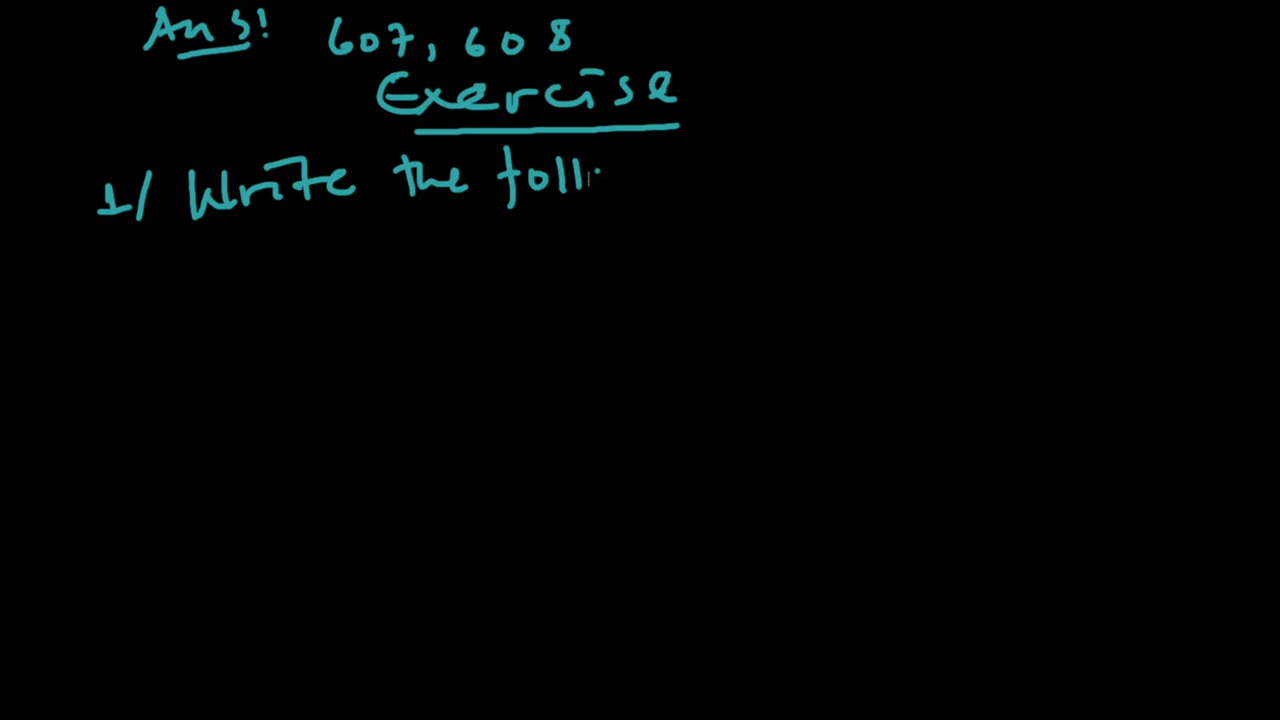 Ans: 607, 608
Exercise
1/ Write the foll